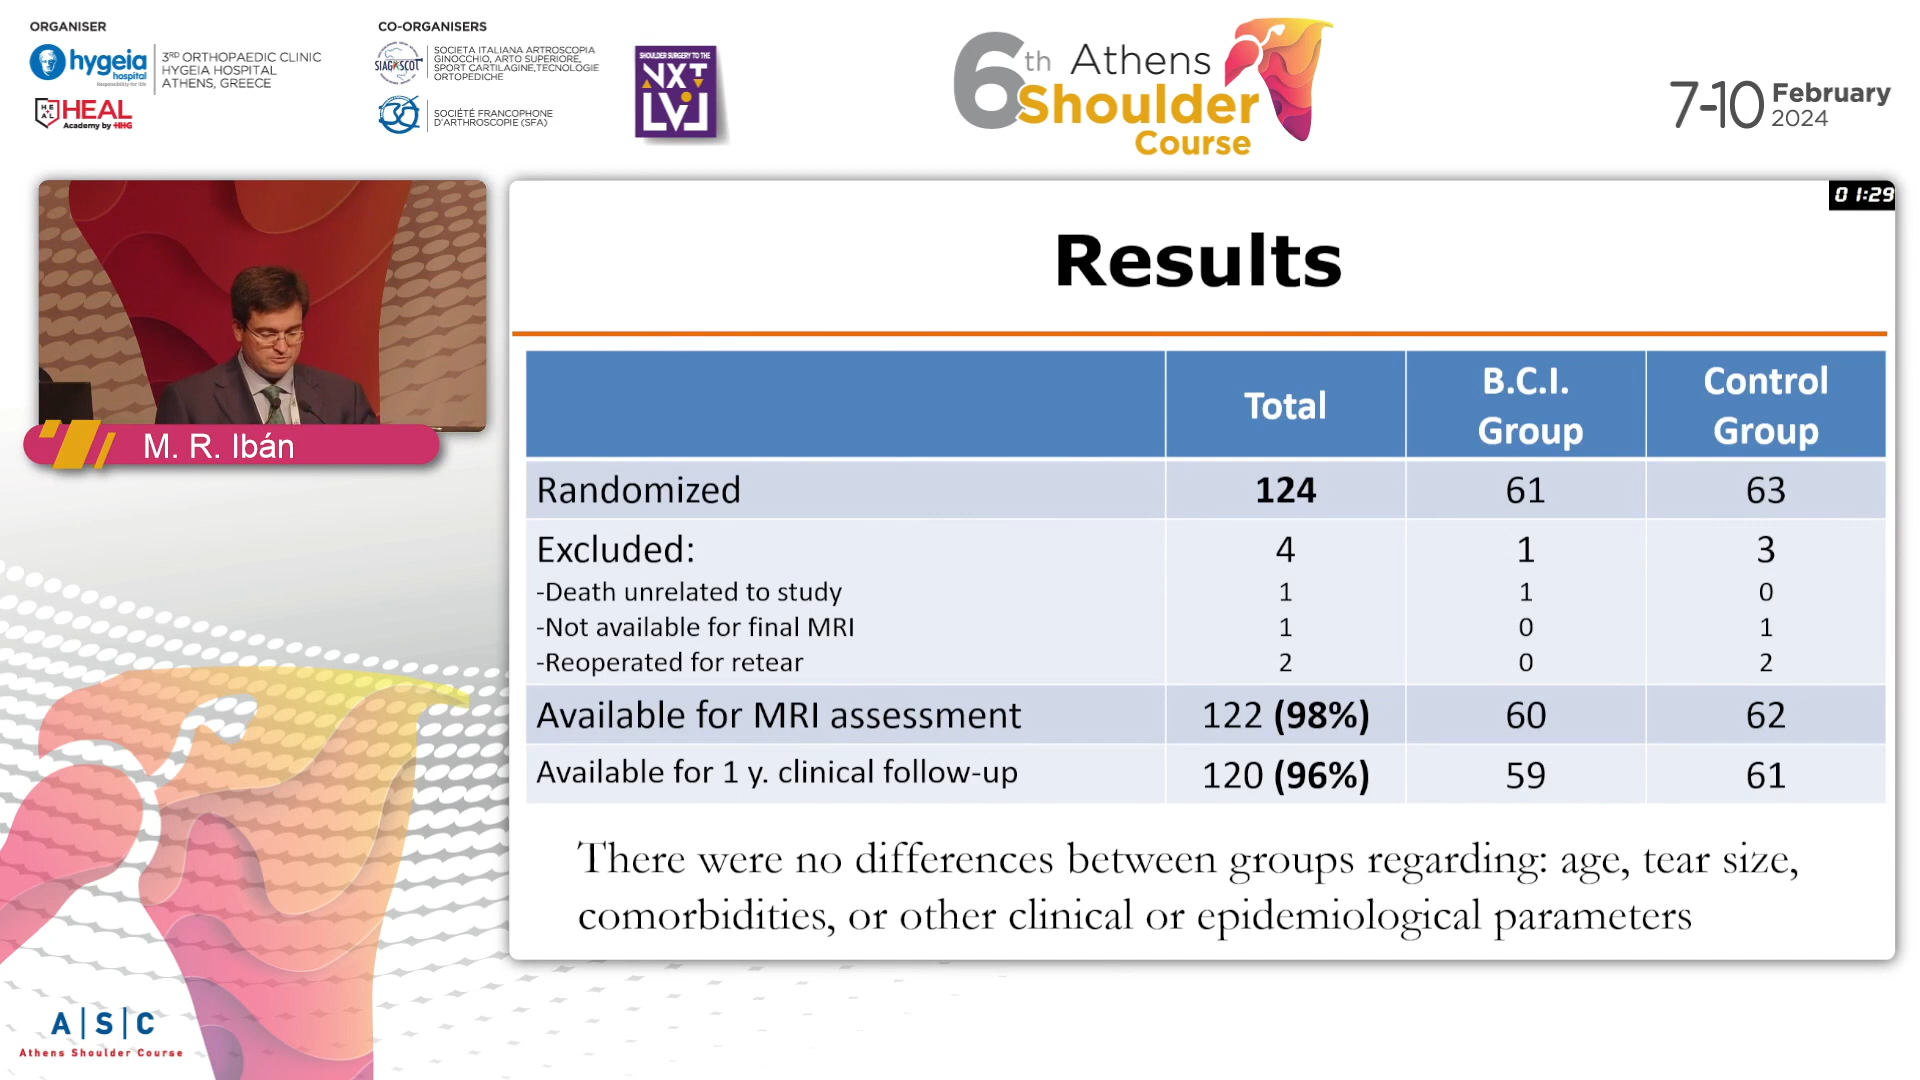 ORGANISER
hygeia
hospital
Responsibility for life
3RD ORTHOPAEDIC CLINIC
HYGEIA HOSPITAL
ATHENS, GREECE
HEAL
HEAL
Academy by HHG
CO-ORGANISERS
SIAGASCOT
SOCIETA ITALIANA ARTROSCOPIA
GINOCCHIO, ARTO SUPERIORE,
SPORT CARTILAGINE,TECNOLOGIE
ORTOPEDICHE
SOCIÉTÉ FRANCOPHONE
D'ARTHROSCOPIE (SFA)
SHOULDER SURGERY TO THE
NXT
LVL
6th Athens
Shoulder
Course
7-10 February
2024
M. R. Ibán
01:29
Results
Total B.C.I. Group Control Group
Randomized 124 61 63
Excluded: 4 1 3
-Death unrelated to study 1 1 0
-Not available for final MRI 1 0 1
-Reoperated for retear 2 0 2
Available for MRI assessment 122 (98%) 60 62
Available for 1 y. clinical follow-up 120 (96%) 59 61
There were no differences between groups regarding: age, tear size,
comorbidities, or other clinical or epidemiological parameters
A|S|C
Athens Shoulder Course